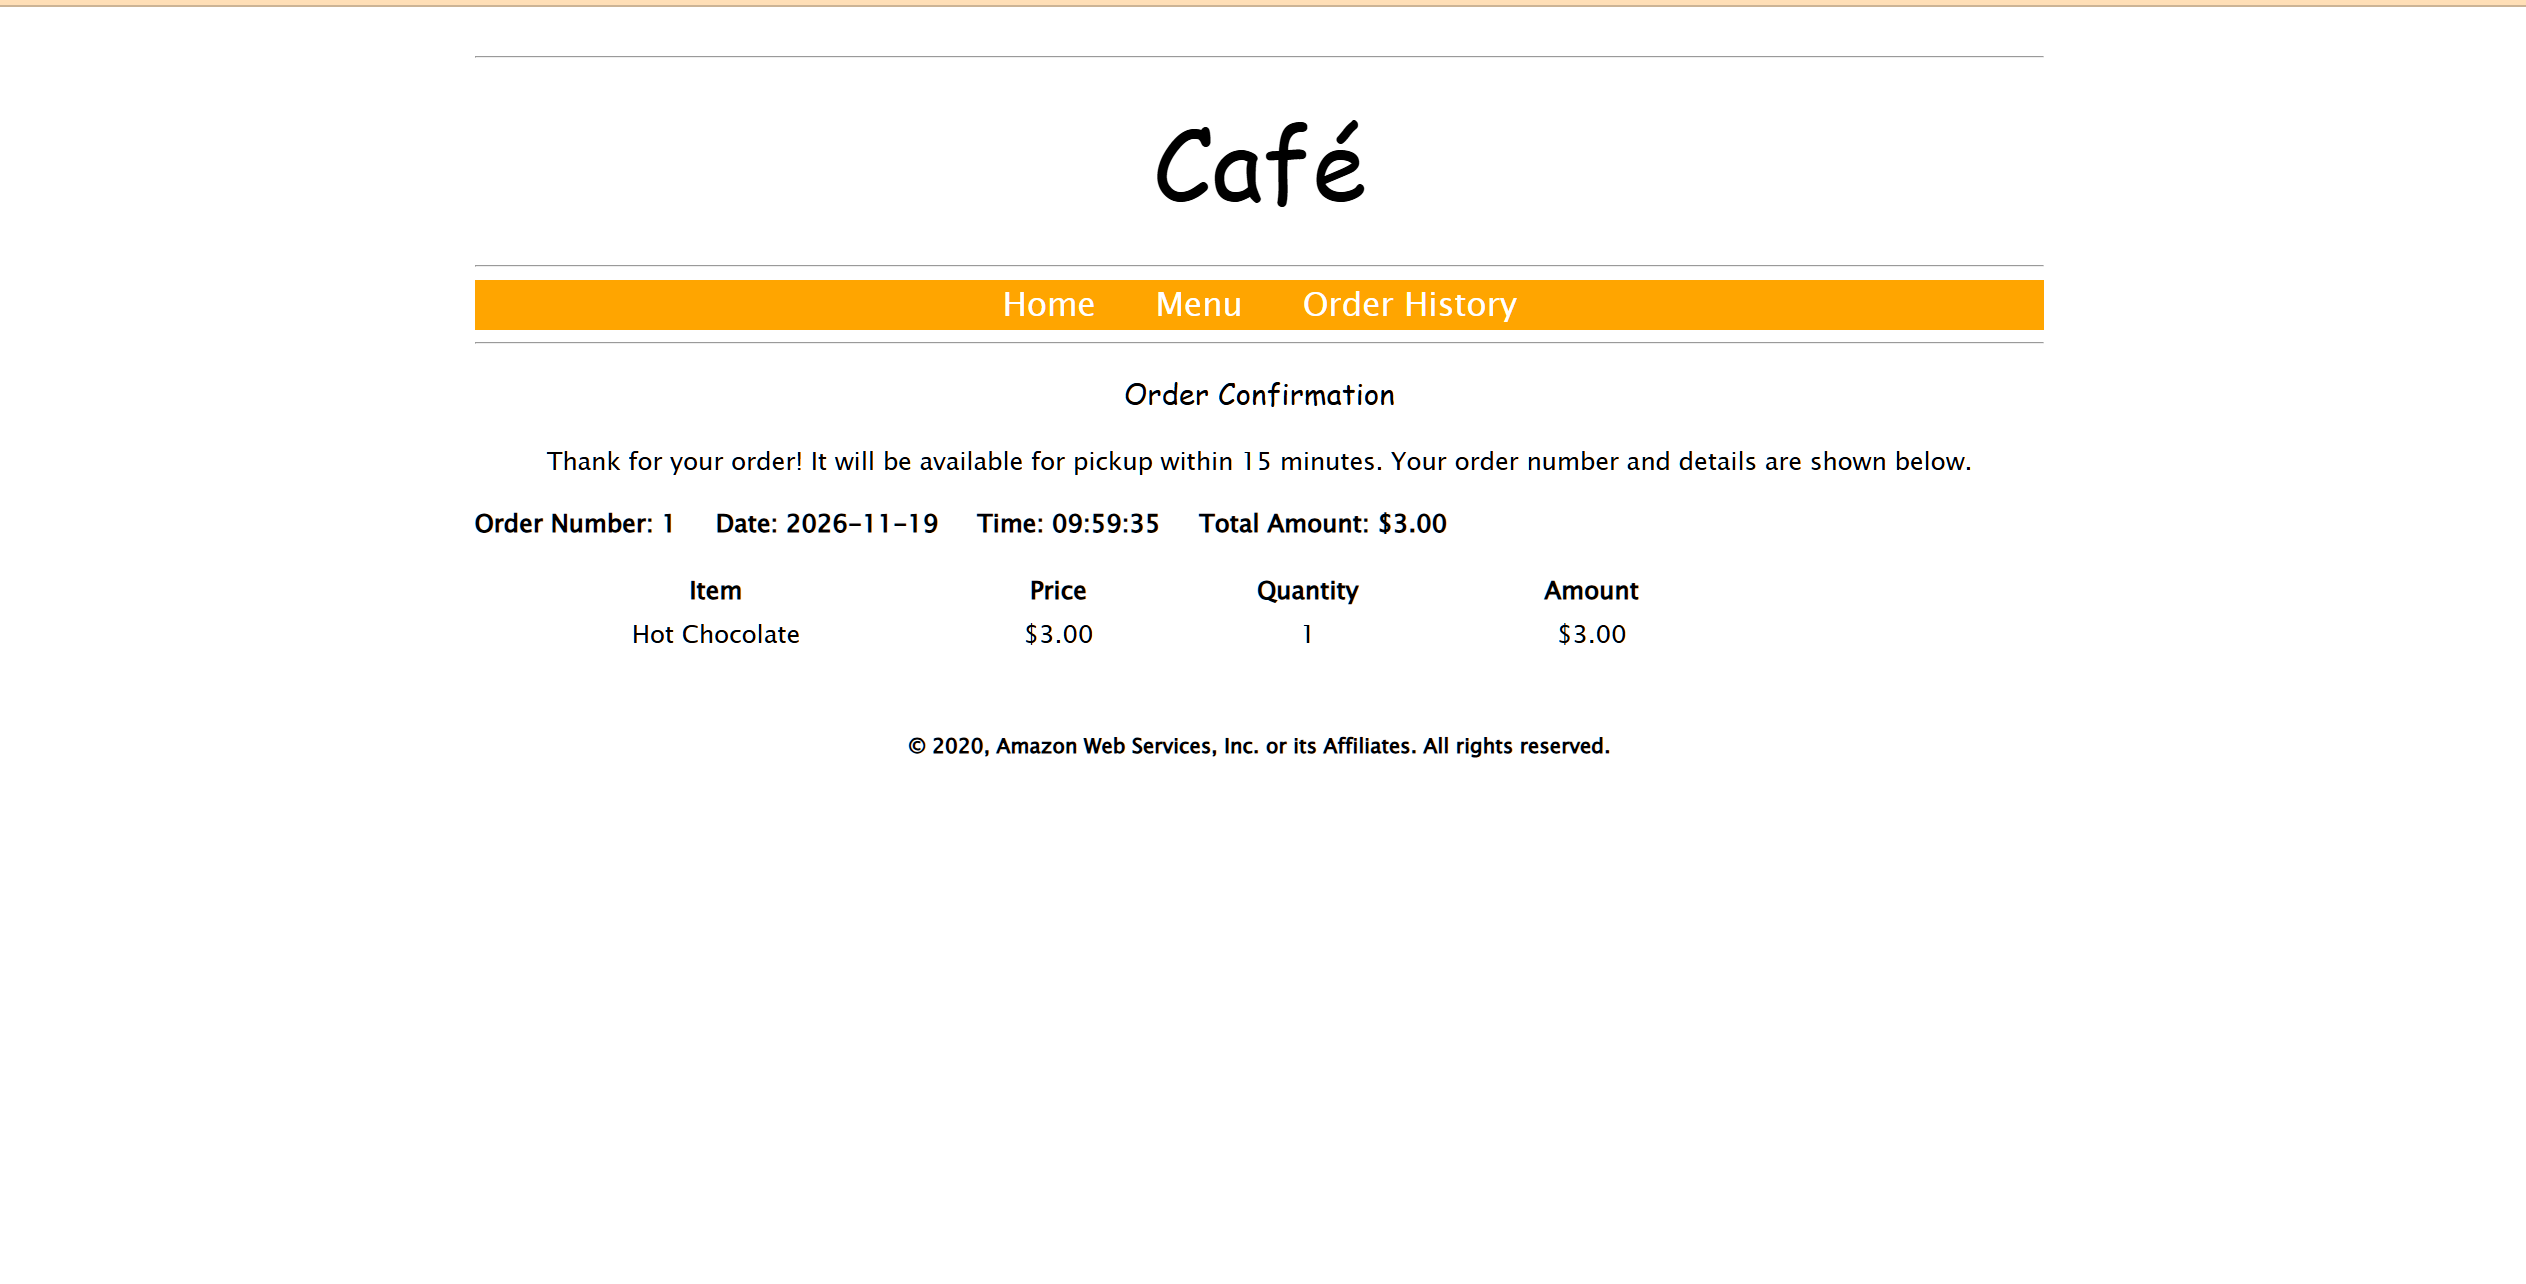 Café
Home Menu Order History
Order Confirmation
Thank for your order! It will be available for pickup within 15 minutes. Your order number and details are shown below.
Order Number: 1 Date: 2026-11-19 Time: 09:59:35 Total Amount: $3.00
Item Price Quantity Amount
Hot Chocolate $3.00 1 $3.00
© 2020, Amazon Web Services, Inc. or its Affiliates. All rights reserved.